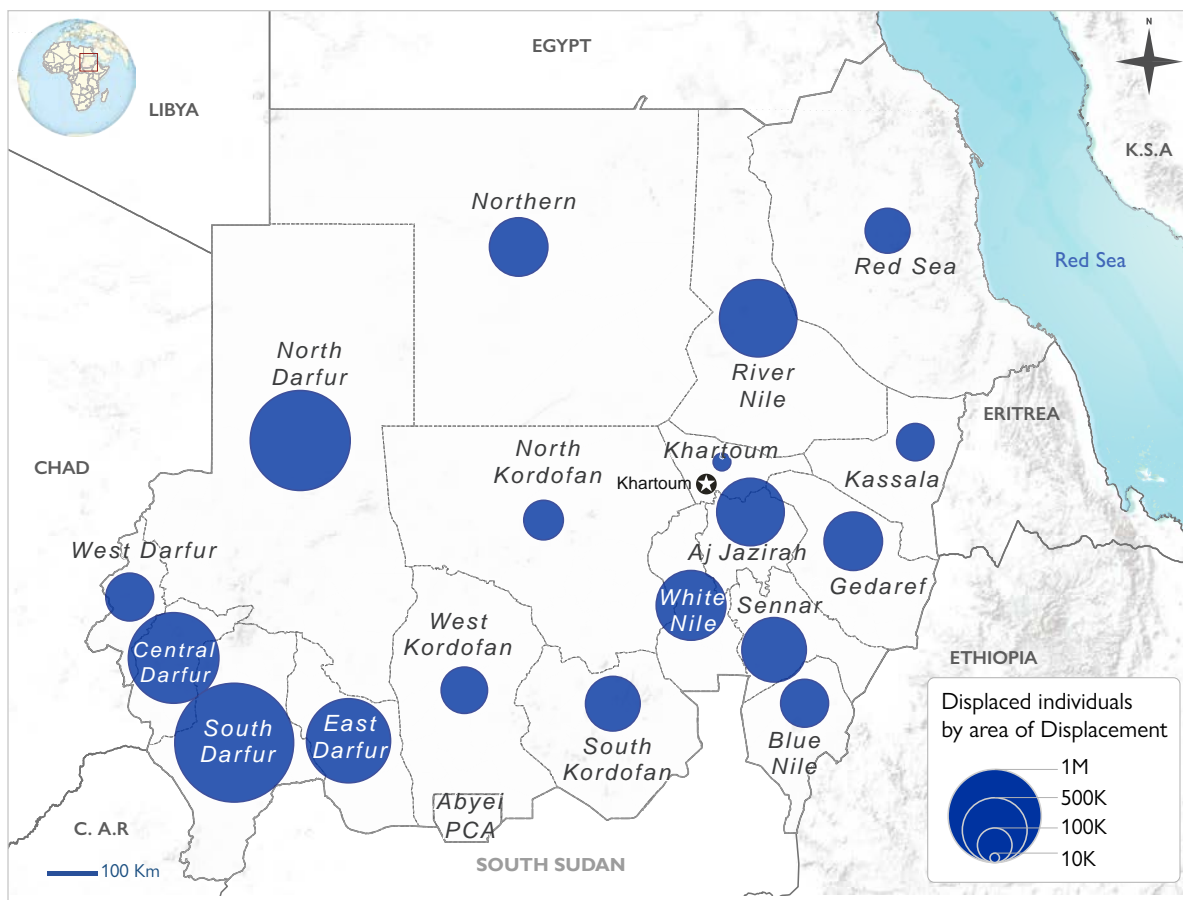 N
EGYPT
LIBYA
K.S.A
Northern
Red Sea
Red Sea
North
Darfur
River
Nile
ERITREA
CHAD
North
Kordofan
Khartoum
Khartoum
Kassala
West Darfur
Aj Jazirah
Gedaref
White
Nile
Sennar
West
Kordofan
Central
Darfur
ETHIOPIA
South
Darfur
East
Darfur
South
Kordofan
Blue
Nile
Abyei
PCA
C. A.R
SOUTH SUDAN
100 Km
Displaced individuals
by area of Displacement
1M
500K
100K
10K